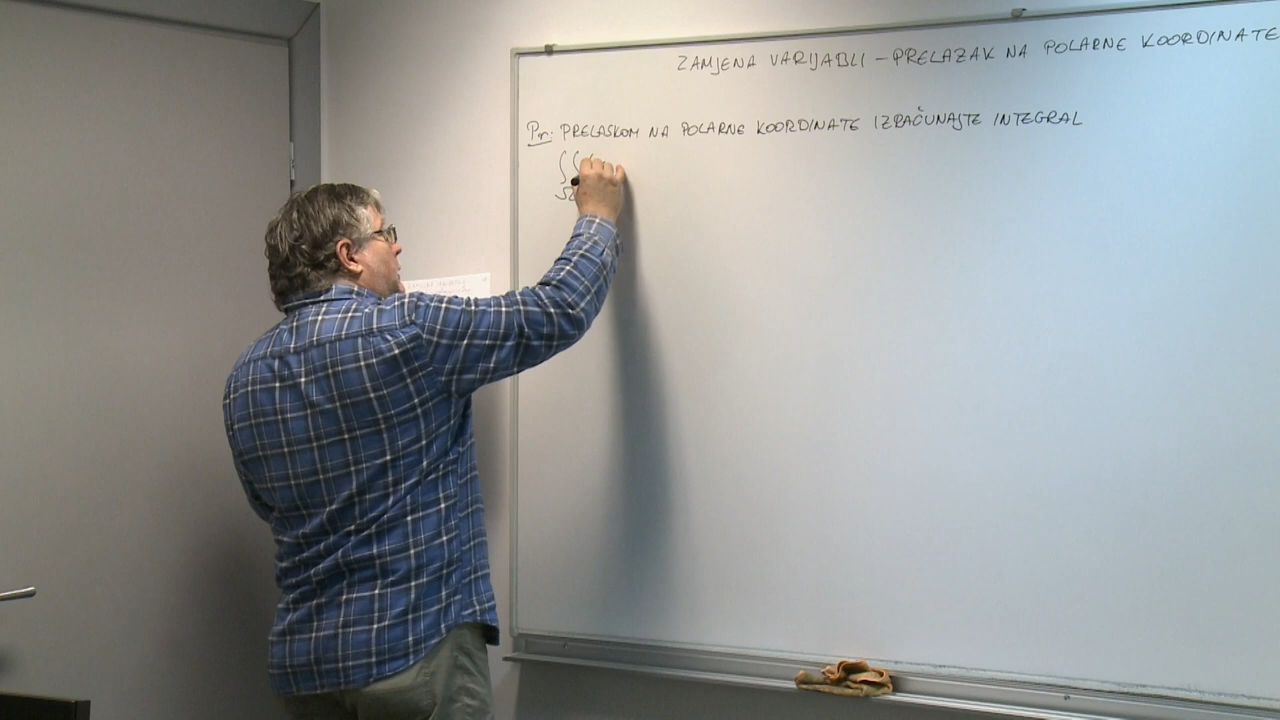 ZAMJENA VARIJABLI – PRELAZAK NA POLARNE KOORDINATE
Pr: PRELASKOM NA POLARNE KOORDINATE IZRAČUNAJTE INTEGRAL
∫∫
Ω